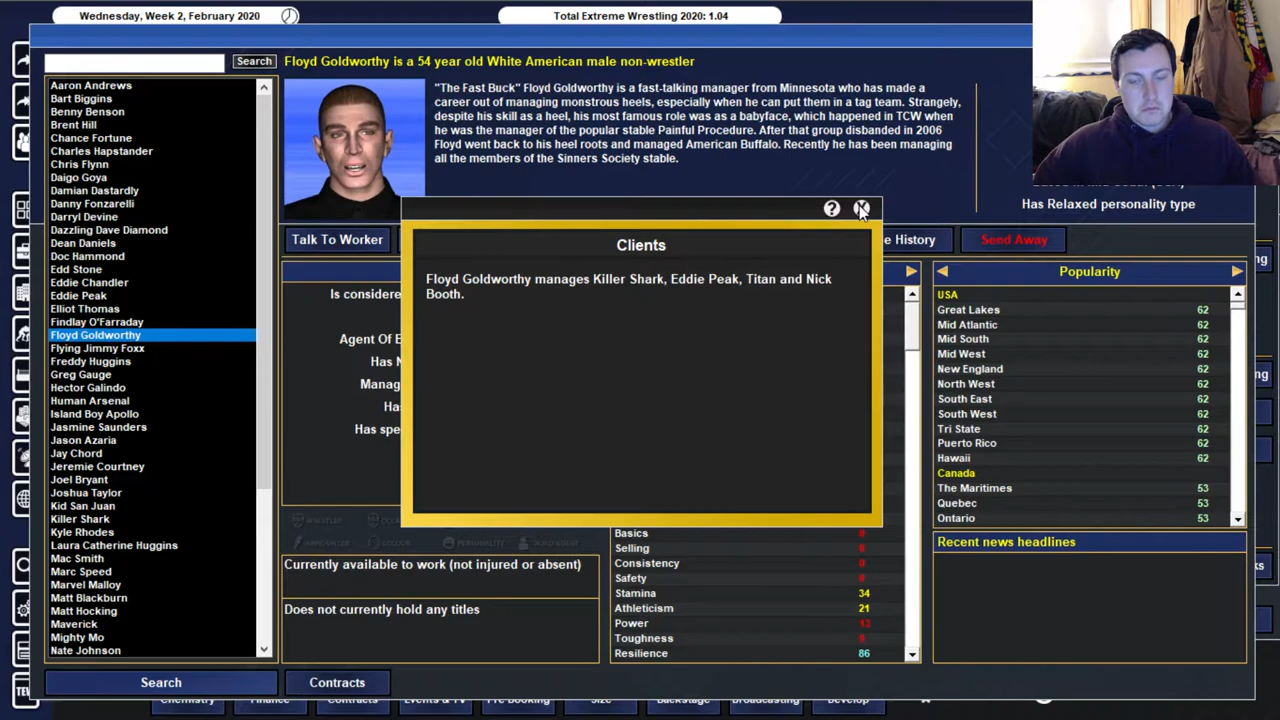 Wednesday, Week 2, February 2020
Total Extreme Wrestling 2020: 1.04
Search
Floyd Goldworthy is a 54 year old White American male non-wrestler
Aaron Andrews
Bart Biggins
Benny Benson
Brent Hill
Chance Fortune
Charles Hapstander
Chris Flynn
Daigo Goya
Damian Dastardly
Danny Fonzarelli
Darryl Devine
Dazzling Dave Diamond
Dean Daniels
Doc Hammond
Edd Stone
Eddie Chandler
Eddie Peak
Elliot Thomas
Findlay O'Farraday
Floyd Goldworthy
Flying Jimmy Foxx
Freddy Huggins
Greg Gauge
Hector Galindo
Human Arsenal
Island Boy Apollo
Jasmine Saunders
Jason Azaria
Jay Chord
Jeremie Courtney
Joel Bryant
Joshua Taylor
Kid San Juan
Killer Shark
Kyle Rhodes
Laura Catherine Huggins
Mac Smith
Marc Speed
Marvel Malloy
Matt Blackburn
Matt Hocking
Maverick
Mighty Mo
Nate Johnson
Search
"The Fast Buck" Floyd Goldworthy is a fast-talking manager from Minnesota who has made a
career out of managing monstrous heels, especially when he can put them in a tag team. Strangely,
despite his skill as a heel, his most famous role was as a babyface, which happened in TCW when
he was the manager of the popular stable Painful Procedure. After that group disbanded in 2006
Floyd went back to his heel roots and managed American Buffalo. Recently he has been managing
all the members of the Sinners Society stable.
Has Relaxed personality type
Talk To Worker
e History
Send Away
Clients
Floyd Goldworthy manages Killer Shark, Eddie Peak, Titan and Nick
Booth.
Is considere
Agent Of E
Has N
Manag
Ha
Has spe
Currently available to work (not injured or absent)
Does not currently hold any titles
Contracts
Basics
Selling
Consistency
Safety
Stamina 34
Athleticism 21
Power 13
Toughness
Resilience 86
Popularity
USA
Great Lakes 62
Mid Atlantic 62
Mid South 62
Mid West 62
New England 62
North West 62
South East 62
South West 62
Tri State 62
Puerto Rico 62
Hawaii 62
Canada
The Maritimes 53
Quebec 53
Ontario 53
Recent news headlines